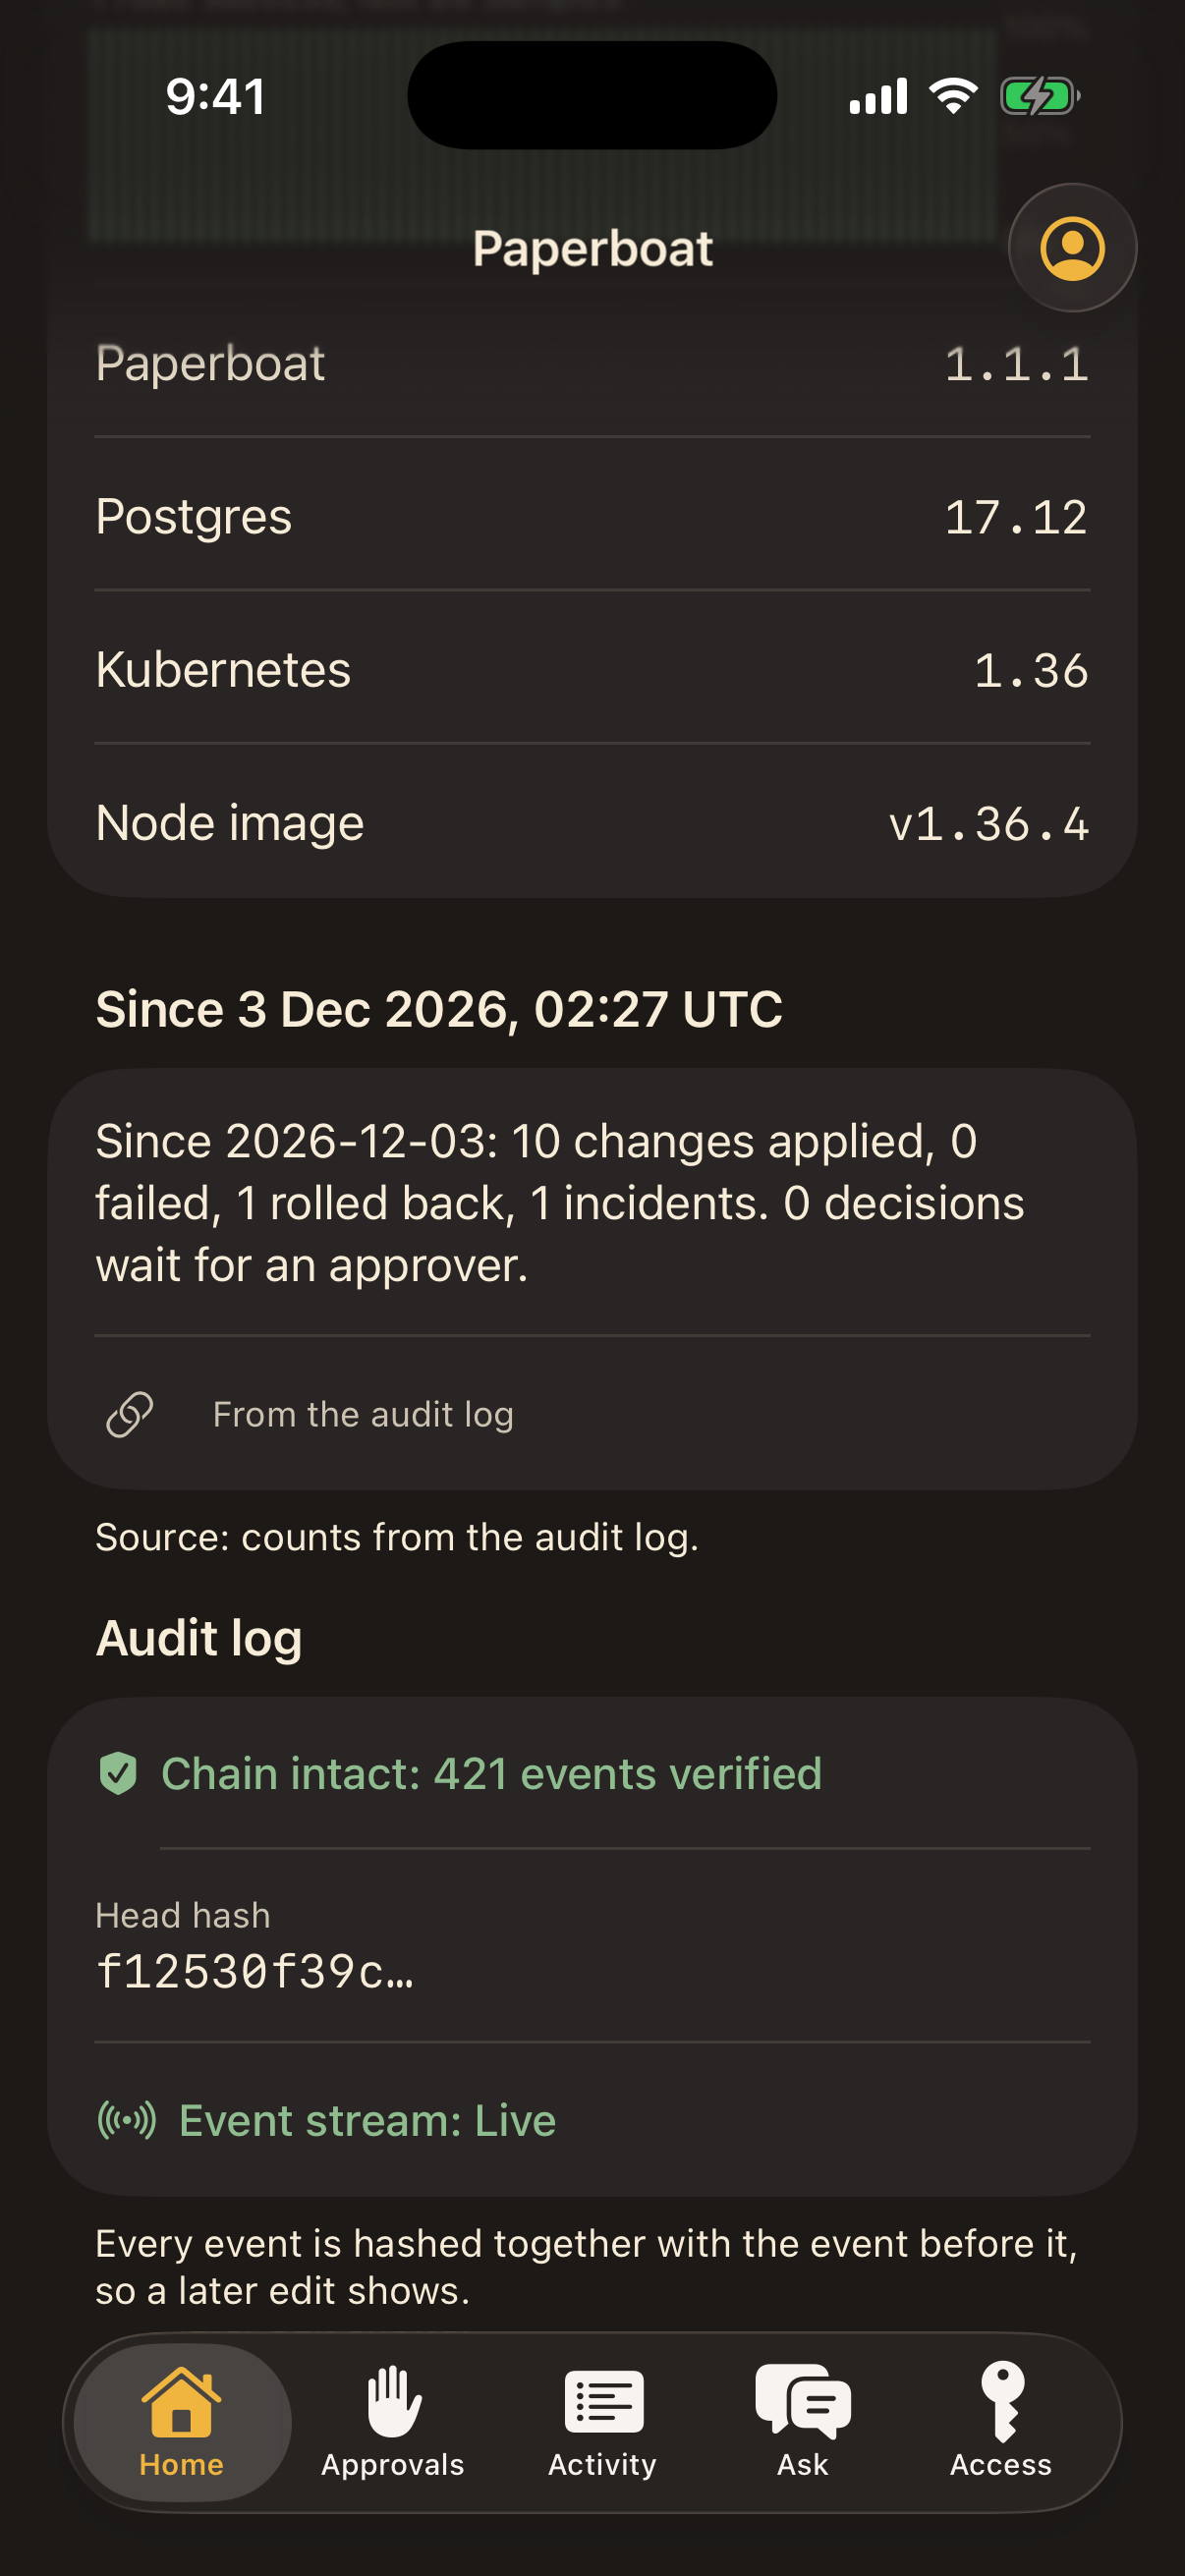 9:41
Paperboat
Paperboat 1.1.1
Postgres 17.12
Kubernetes 1.36
Node image v1.36.4
Since 3 Dec 2026, 02:27 UTC
Since 2026-12-03: 10 changes applied, 0
failed, 1 rolled back, 1 incidents. 0 decisions
wait for an approver.
From the audit log
Source: counts from the audit log.
Audit log
Chain intact: 421 events verified
Head hash
f12530f39c…
Event stream: Live
Every event is hashed together with the event before it,
so a later edit shows.
Home Approvals Activity Ask Access